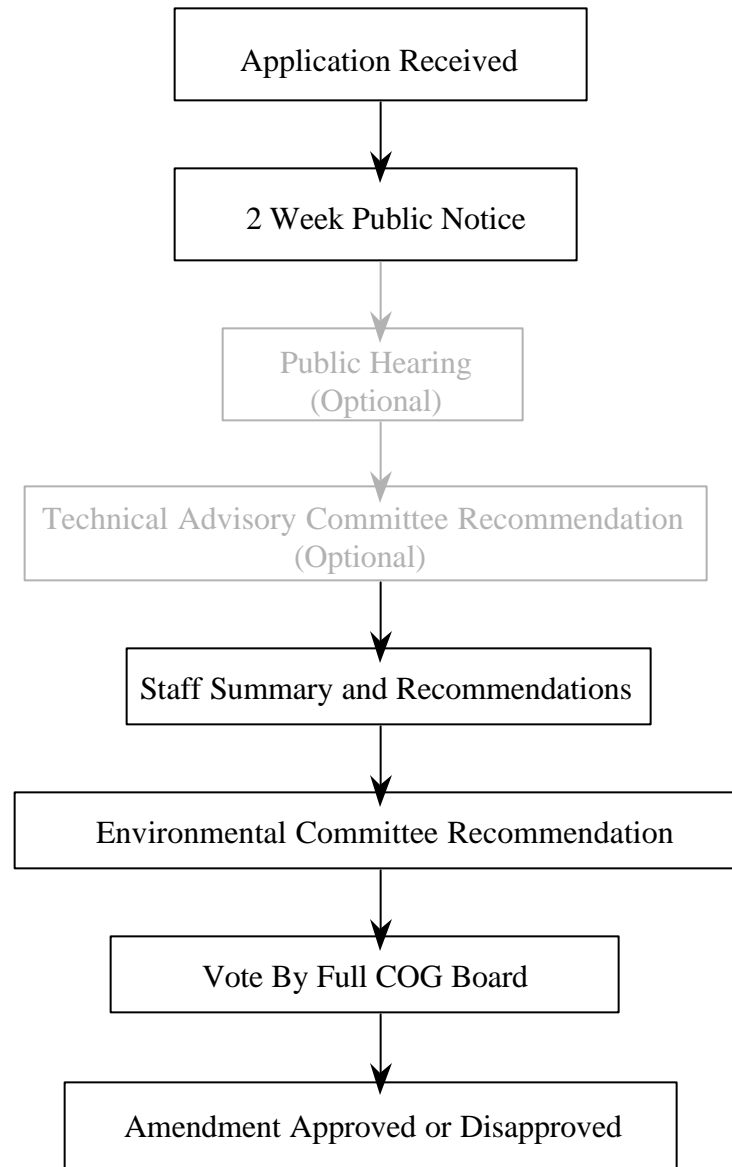 Application Received
2 Week Public Notice
Public Hearing
(Optional)
Technical Advisory Committee Recommendation
(Optional)
Staff Summary and Recommendations
Environmental Committee Recommendation
Vote By Full COG Board
Amendment Approved or Disapproved